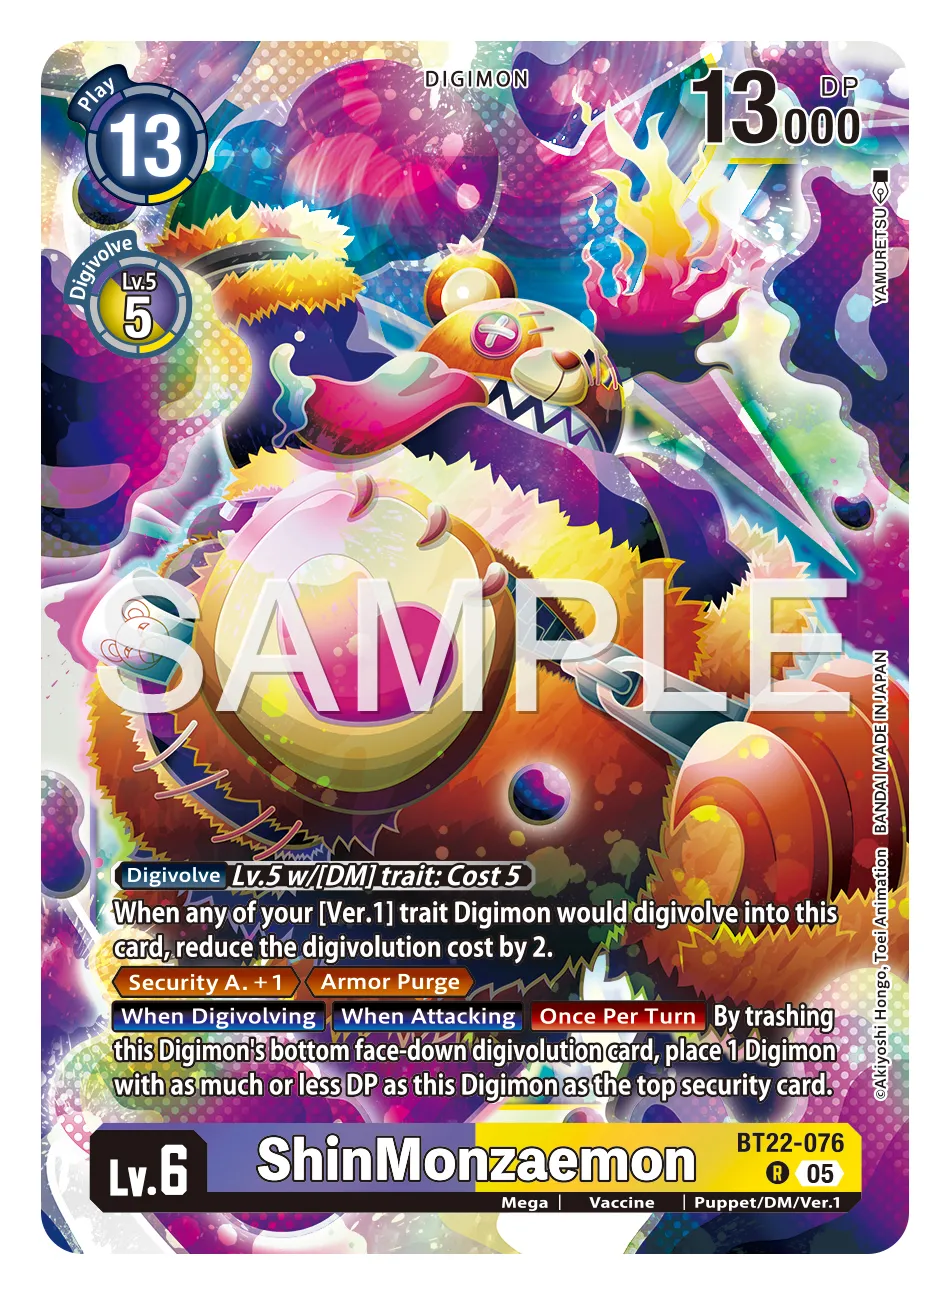 DIGIMON
Play
13
13000
DP
Digivolve
Lv.5
5
YAMURETSU
SAMPLE
BANDAI MADE IN JAPAN
©Akiyoshi Hongo, Toei Animation
Digivolve Lv.5 w/[DM] trait: Cost 5
When any of your [Ver.1] trait Digimon would digivolve into this
card, reduce the digivolution cost by 2.
Security A. +1 Armor Purge
When Digivolving When Attacking Once Per Turn By trashing
this Digimon's bottom face-down digivolution card, place 1 Digimon
with as much or less DP as this Digimon as the top security card.
Lv.6
ShinMonzaemon
BT22-076
R 05
Mega | Vaccine | Puppet/DM/Ver.1